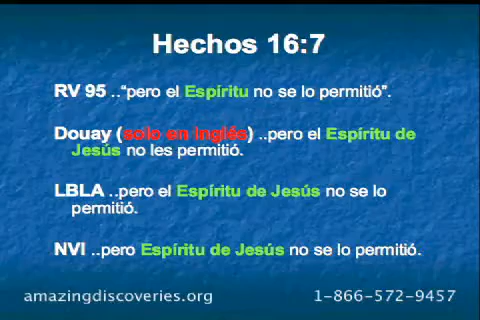 Hechos 16:7
RV 95 ..“pero el Espíritu no se lo permitió”.
Douay (solo en inglés) ..pero el Espíritu de
Jesús no les permitió.
LBLA ..pero el Espíritu de Jesús no se lo
permitió.
NVI ..pero Espíritu de Jesús no se lo permitió.
amazingdiscoveries.org 1-866-572-9457